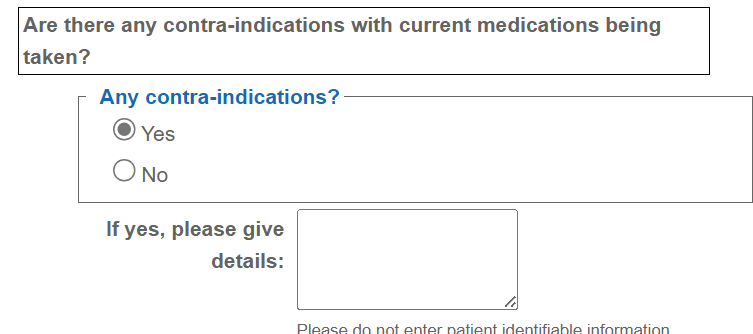 Are there any contra-indications with current medications being
taken?
Any contra-indications?
Yes
No
If yes, please give
details:
Please do not enter patient identifiable information